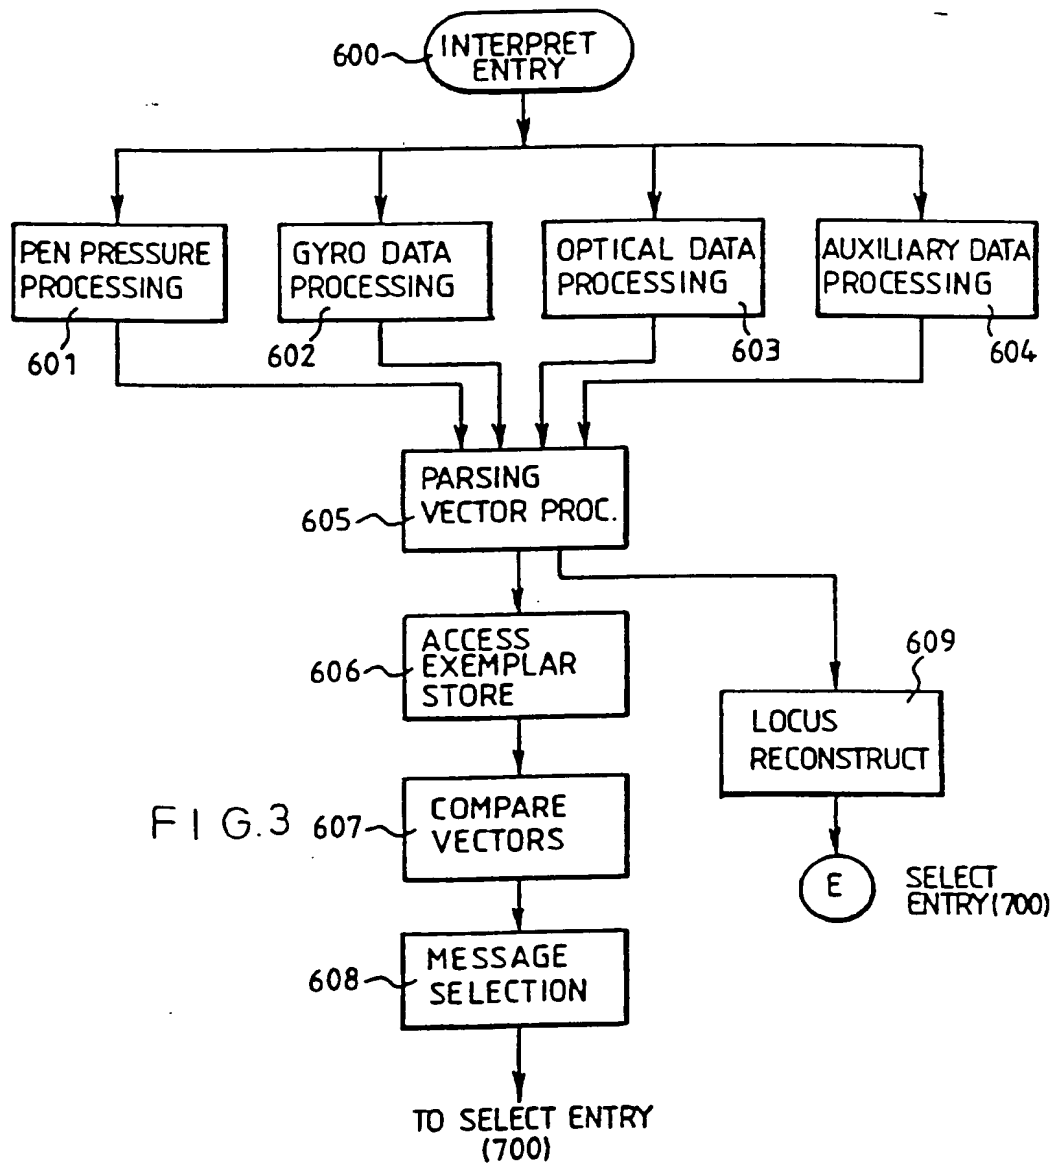 600 INTERPRET
ENTRY
PEN PRESSURE
PROCESSING
601
GYRO DATA
PROCESSING
602
OPTICAL DATA
PROCESSING
603
AUXILIARY DATA
PROCESSING
604
PARSING
VECTOR PROC.
605
ACCESS
EXEMPLAR
STORE
606
609
LOCUS
RECONSTRUCT
FIG.3
607
COMPARE
VECTORS
E
SELECT
ENTRY(700)
608
MESSAGE
SELECTION
TO SELECT ENTRY
(700)